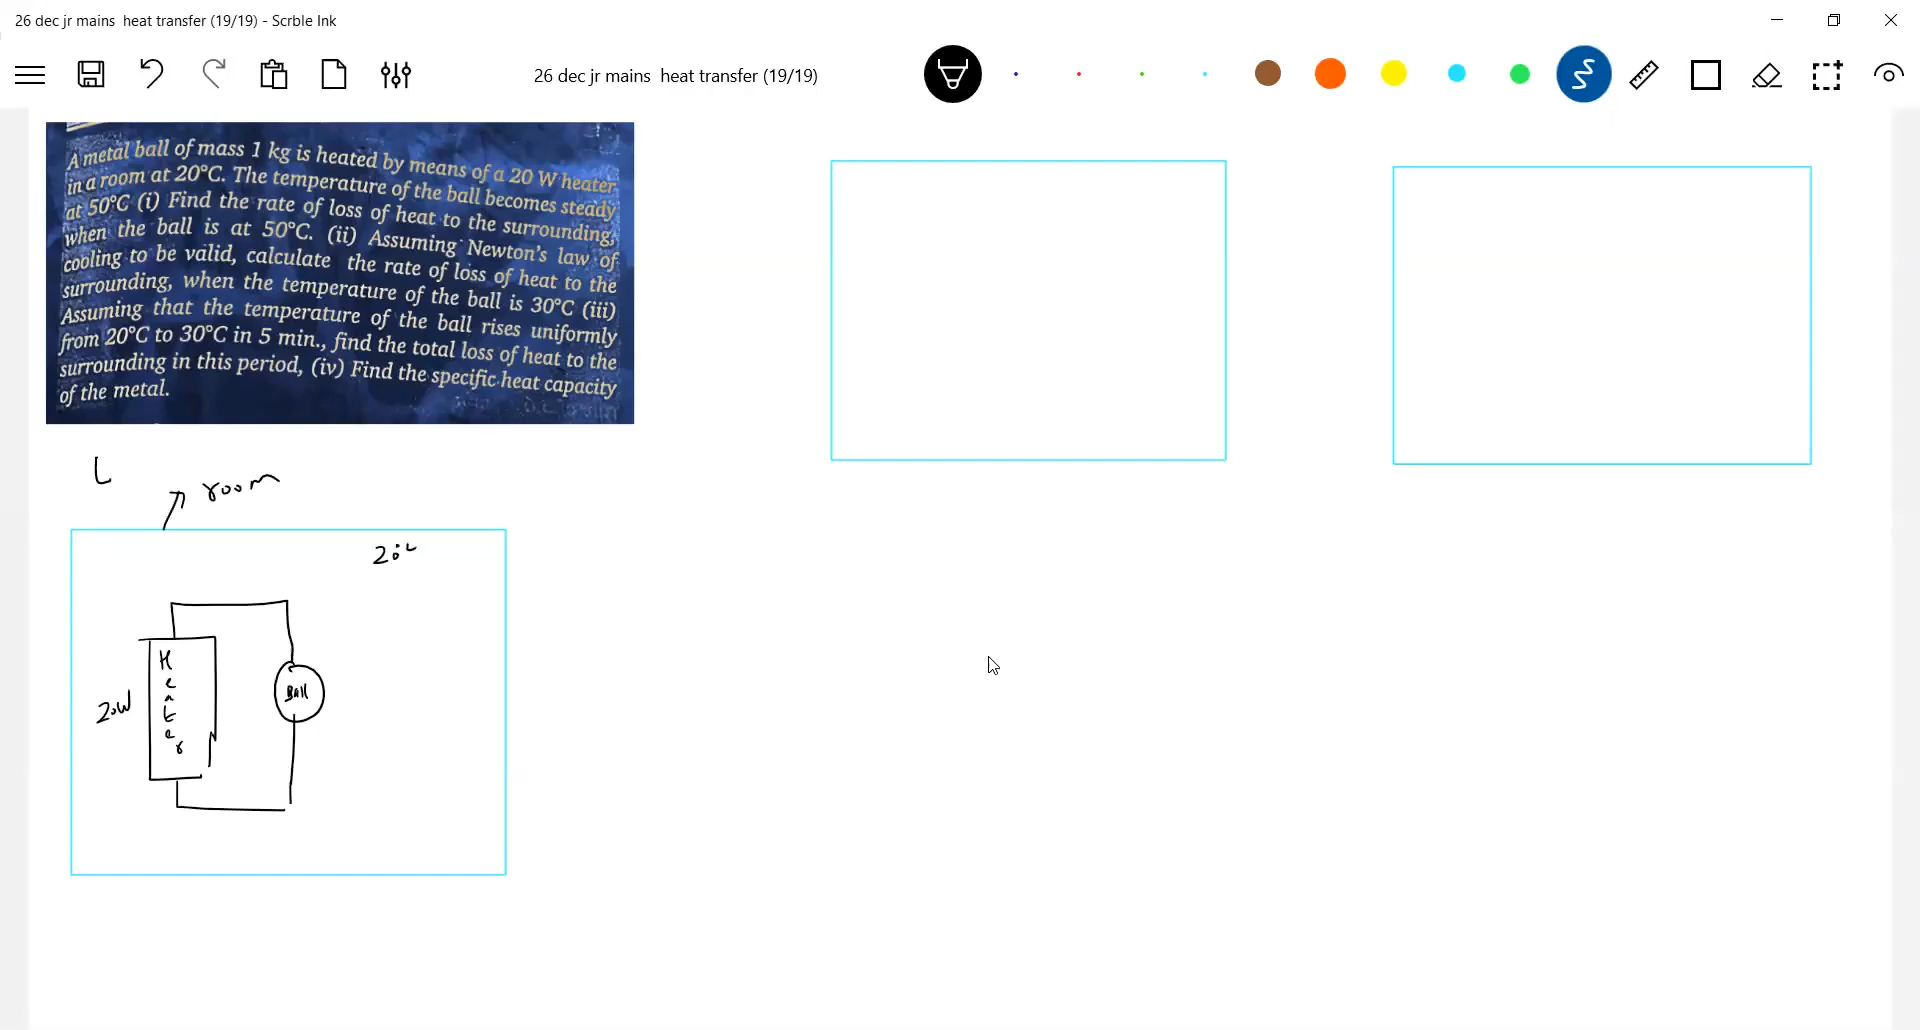 26 dec jr mains heat transfer (19/19) - Scrble Ink
26 dec jr mains heat transfer (19/19)
A metal ball of mass 1 kg is heated by means of a 20 W heater
in a room at 20°C. The temperature of the ball becomes steady
at 50°C (i) Find the rate of loss of heat to the surrounding,
when the ball is at 50°C. (ii) Assuming Newton's law of
cooling to be valid, calculate the rate of loss of heat to the
surrounding, when the temperature of the ball is 30°C (iii)
Assuming that the temperature of the ball rises uniformly
from 20°C to 30°C in 5 min., find the total loss of heat to the
surrounding in this period, (iv) Find the specific heat capacity
of the metal.
room
20°C
Heater
20W
Ball